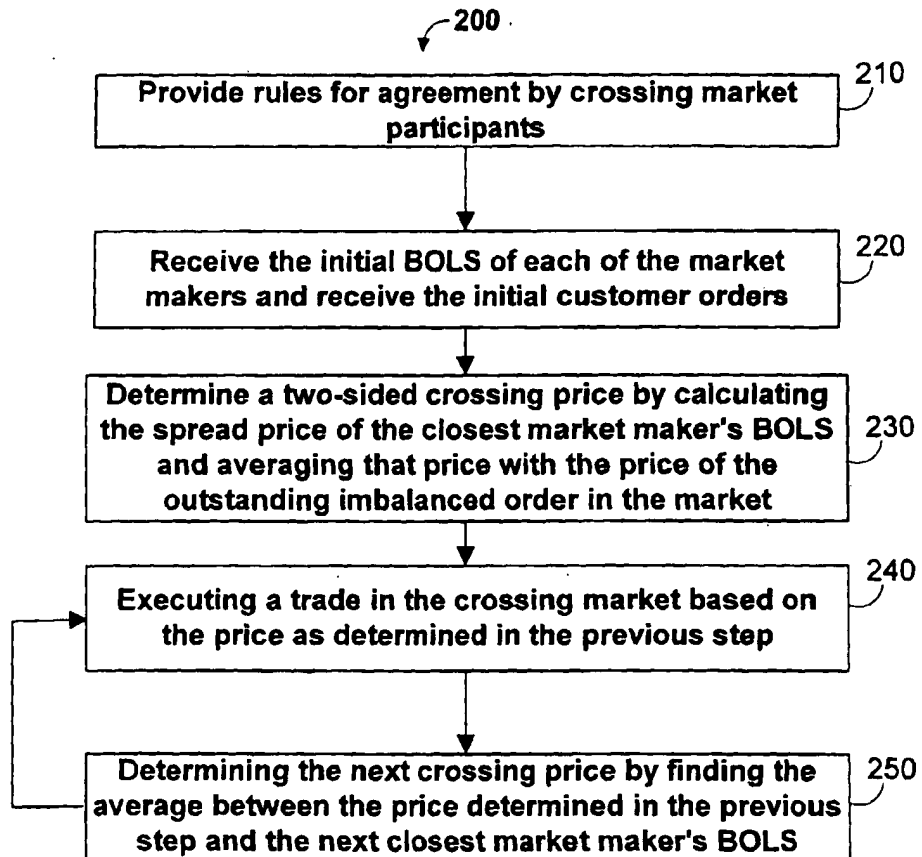 200
Provide rules for agreement by crossing market
participants
210
Receive the initial BOLS of each of the market
makers and receive the initial customer orders
220
Determine a two-sided crossing price by calculating
the spread price of the closest market maker's BOLS
and averaging that price with the price of the
outstanding imbalanced order in the market
230
Executing a trade in the crossing market based on
the price as determined in the previous step
240
Determining the next crossing price by finding the
average between the price determined in the previous
step and the next closest market maker's BOLS
250